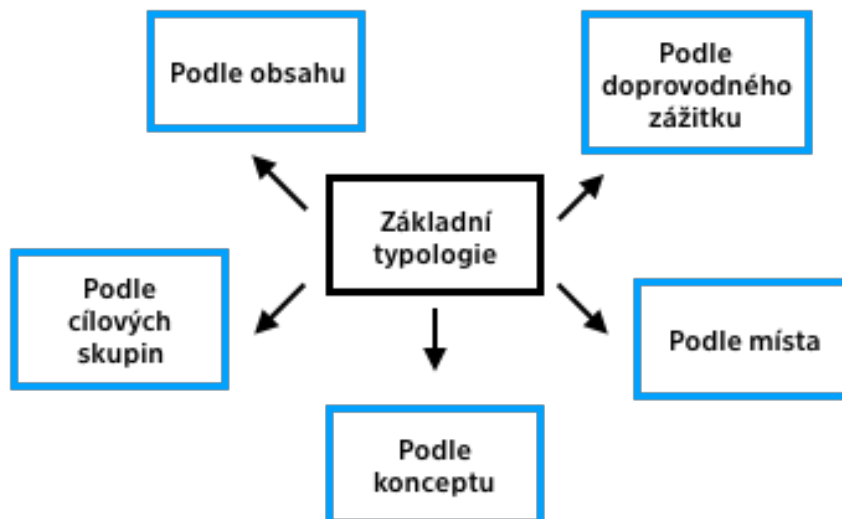 Podle obsahu
Podle
doprovodného
zážitku
Základní
typologie
Podle
cílových
skupin
Podle místa
Podle
konceptu